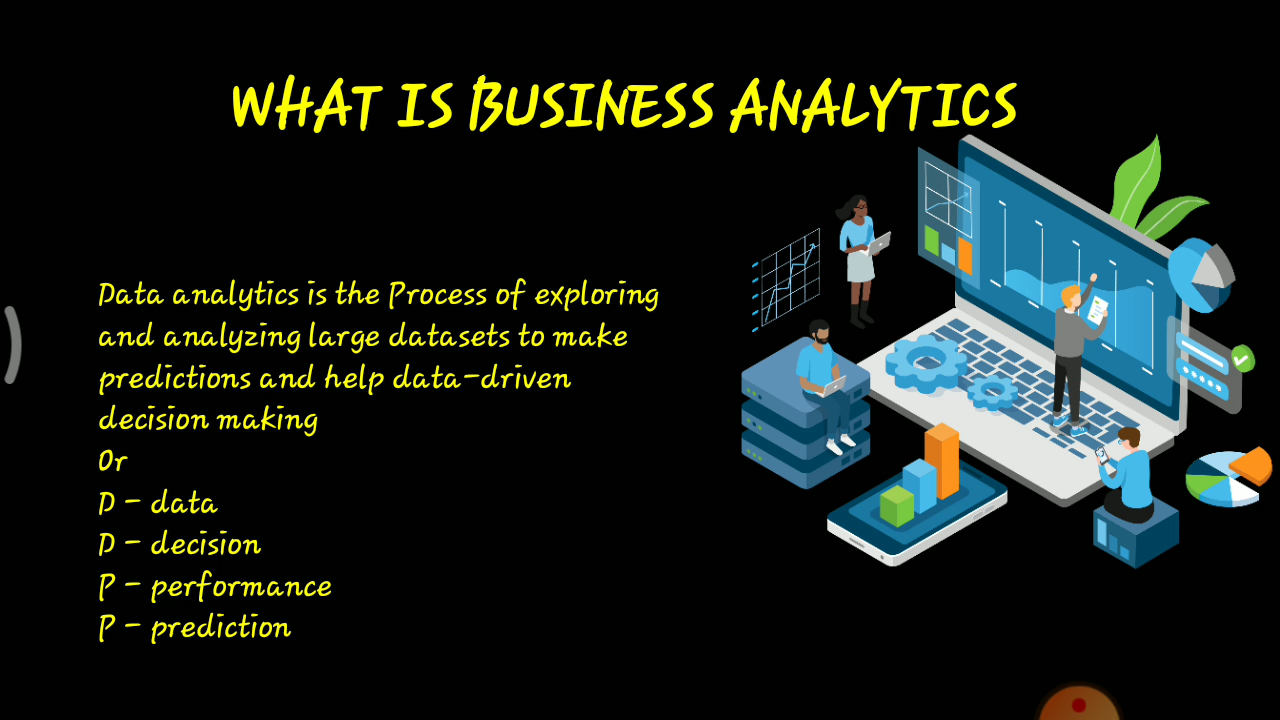 WHAT IS BUSINESS ANALYTICS
Data analytics is the Process of exploring
and analyzing large datasets to make
predictions and help data-driven
decision making
Or
D - data
D - decision
P - performance
P - prediction